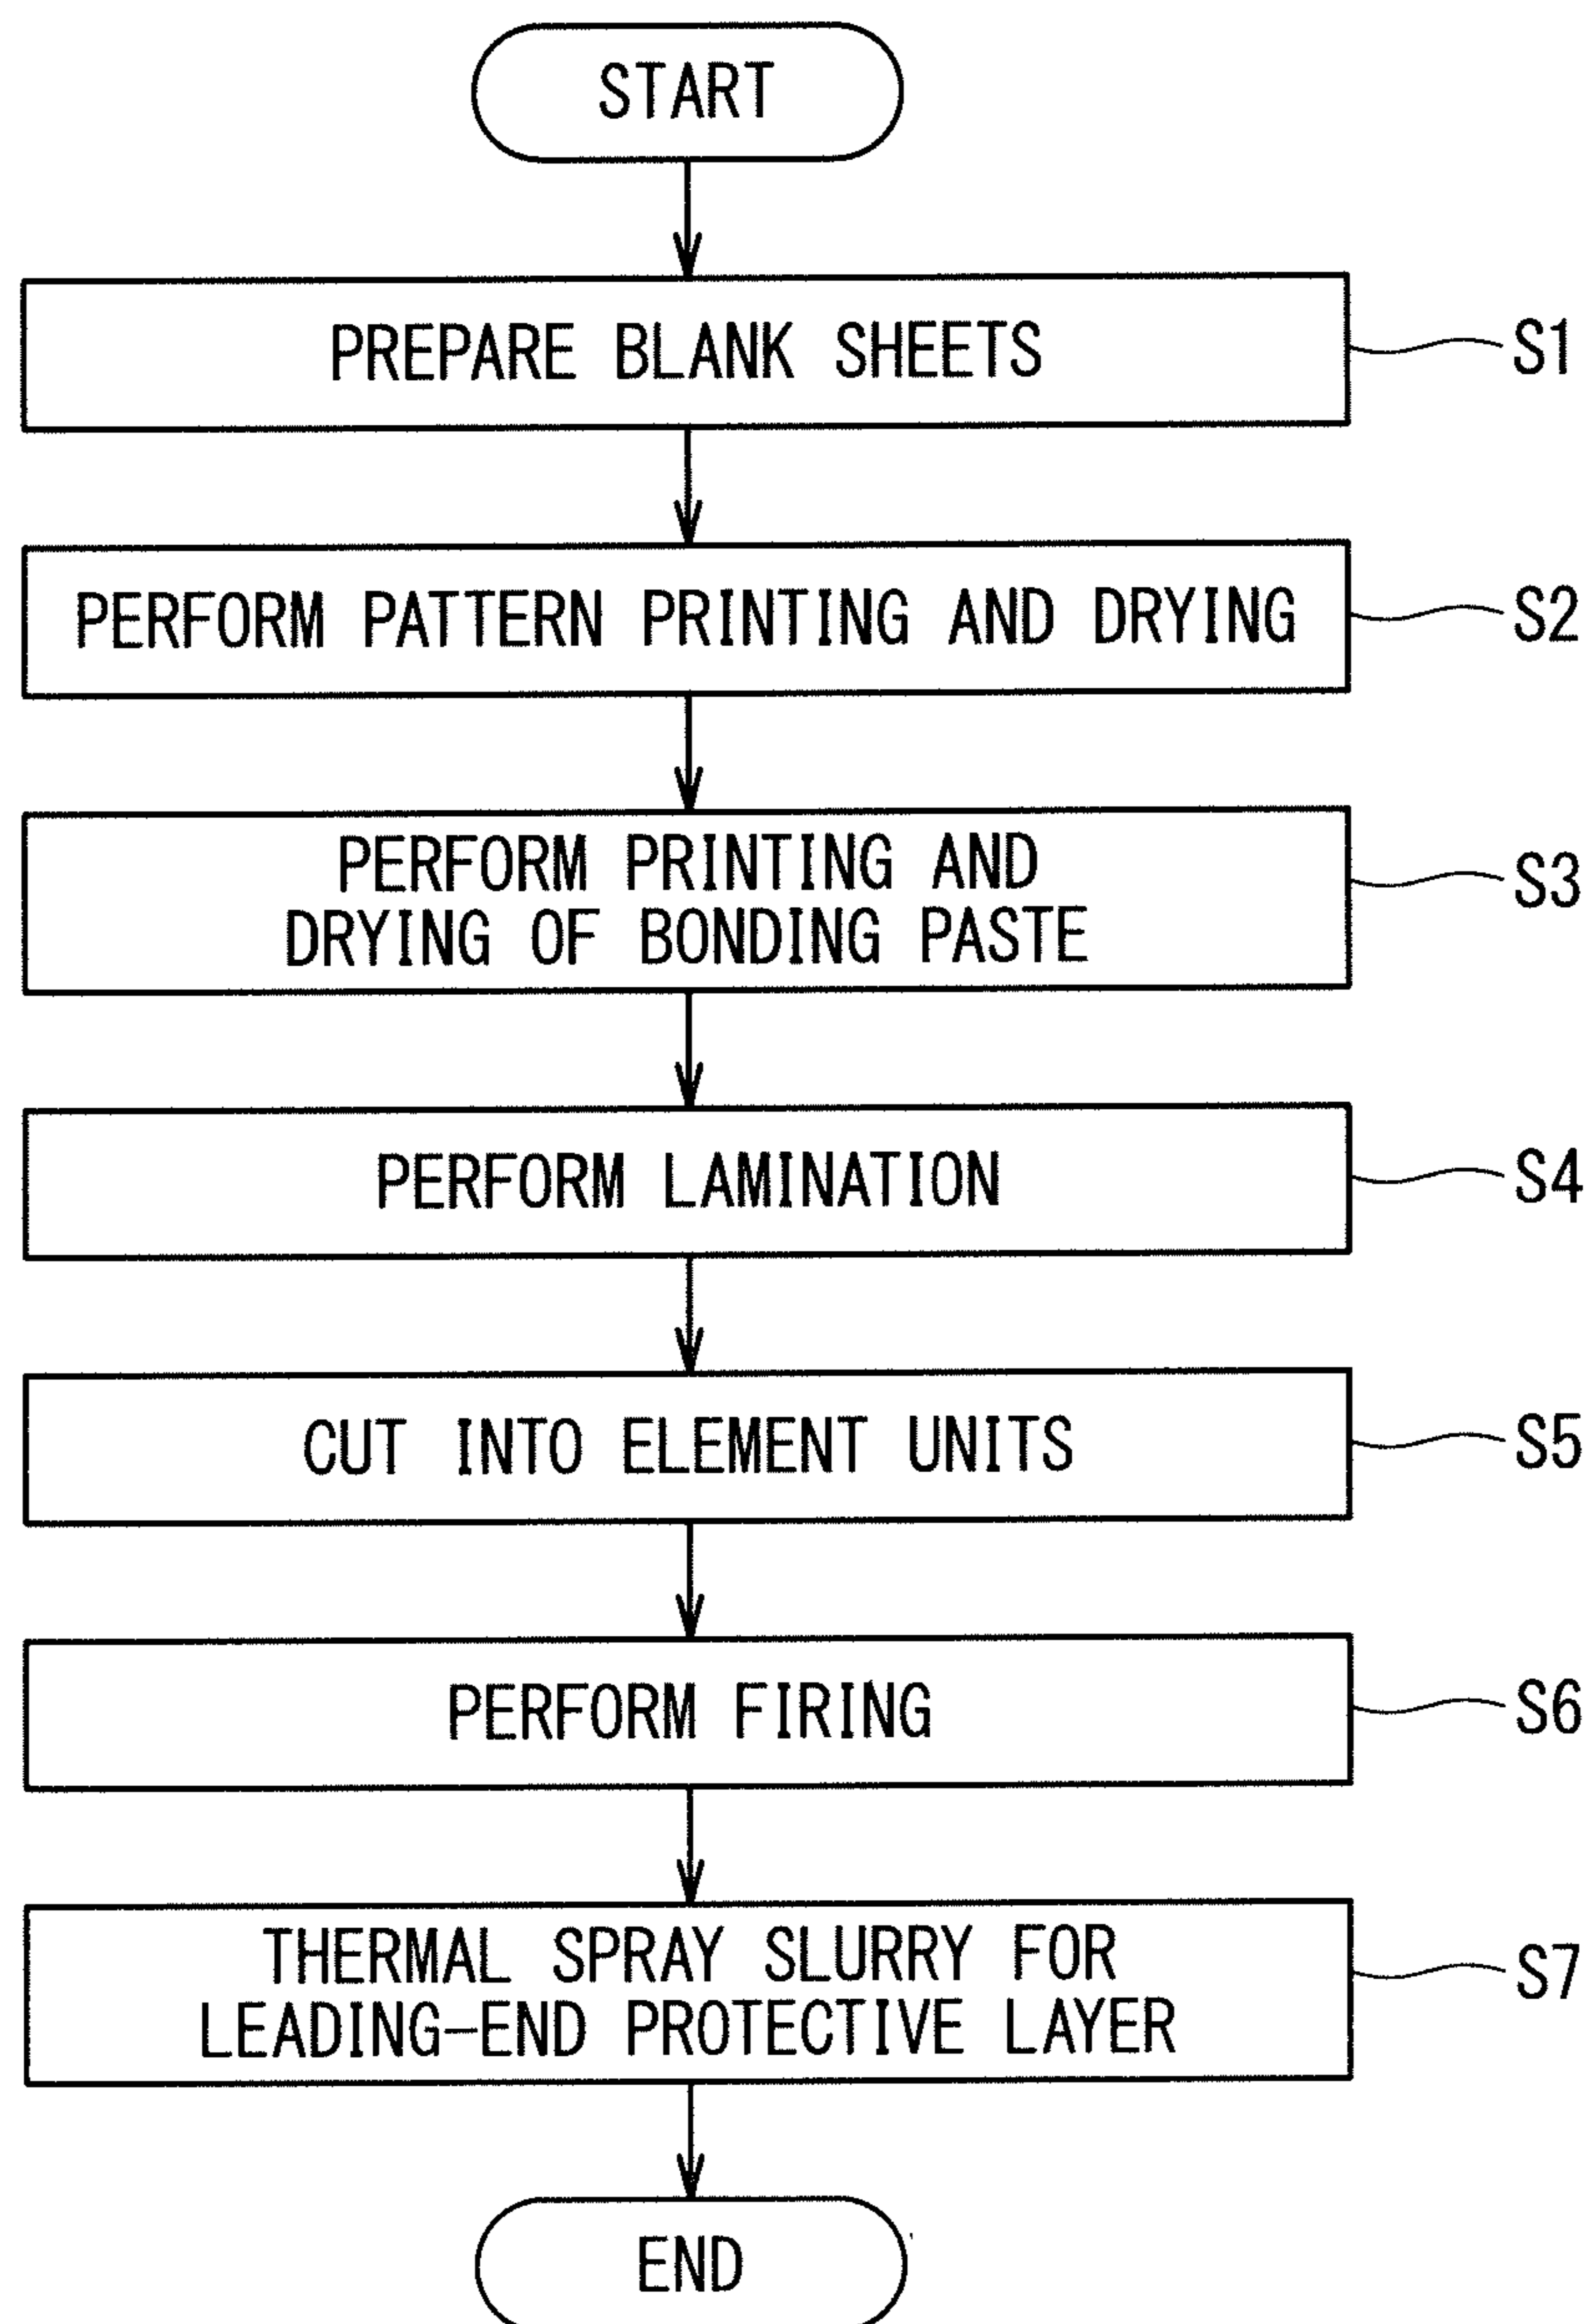 START
PREPARE BLANK SHEETS
S1
PERFORM PATTERN PRINTING AND DRYING
S2
PERFORM PRINTING AND
DRYING OF BONDING PASTE
S3
PERFORM LAMINATION
S4
CUT INTO ELEMENT UNITS
S5
PERFORM FIRING
S6
THERMAL SPRAY SLURRY FOR
LEADING-END PROTECTIVE LAYER
S7
END